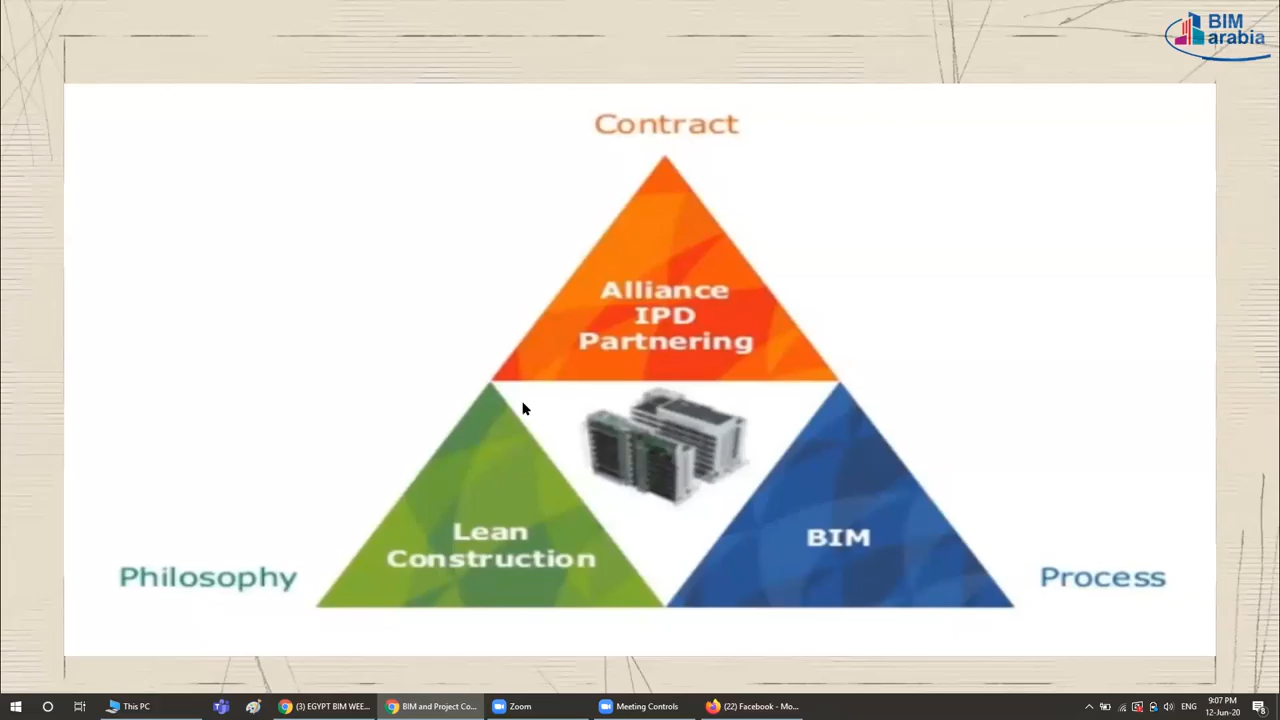 BIM
arabia
Contract
Alliance
IPD
Partnering
Lean
Construction
BIM
Philosophy
Process
This PC
(3) EGYPT BIM WEE...
BIM and Project Co...
Zoom
Meeting Controls
(22) Facebook - Mo...
ENG
9:07 PM
12-Jun-20